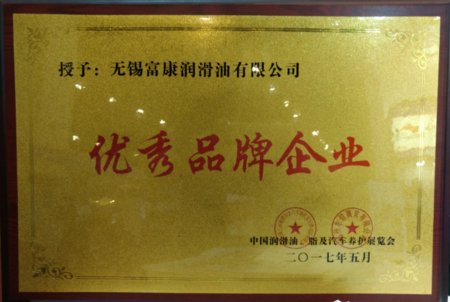 授予：无锡富康润滑油有限公司
优秀品牌企业
中国润滑油、脂及汽车养护展览会
二〇一七年五月